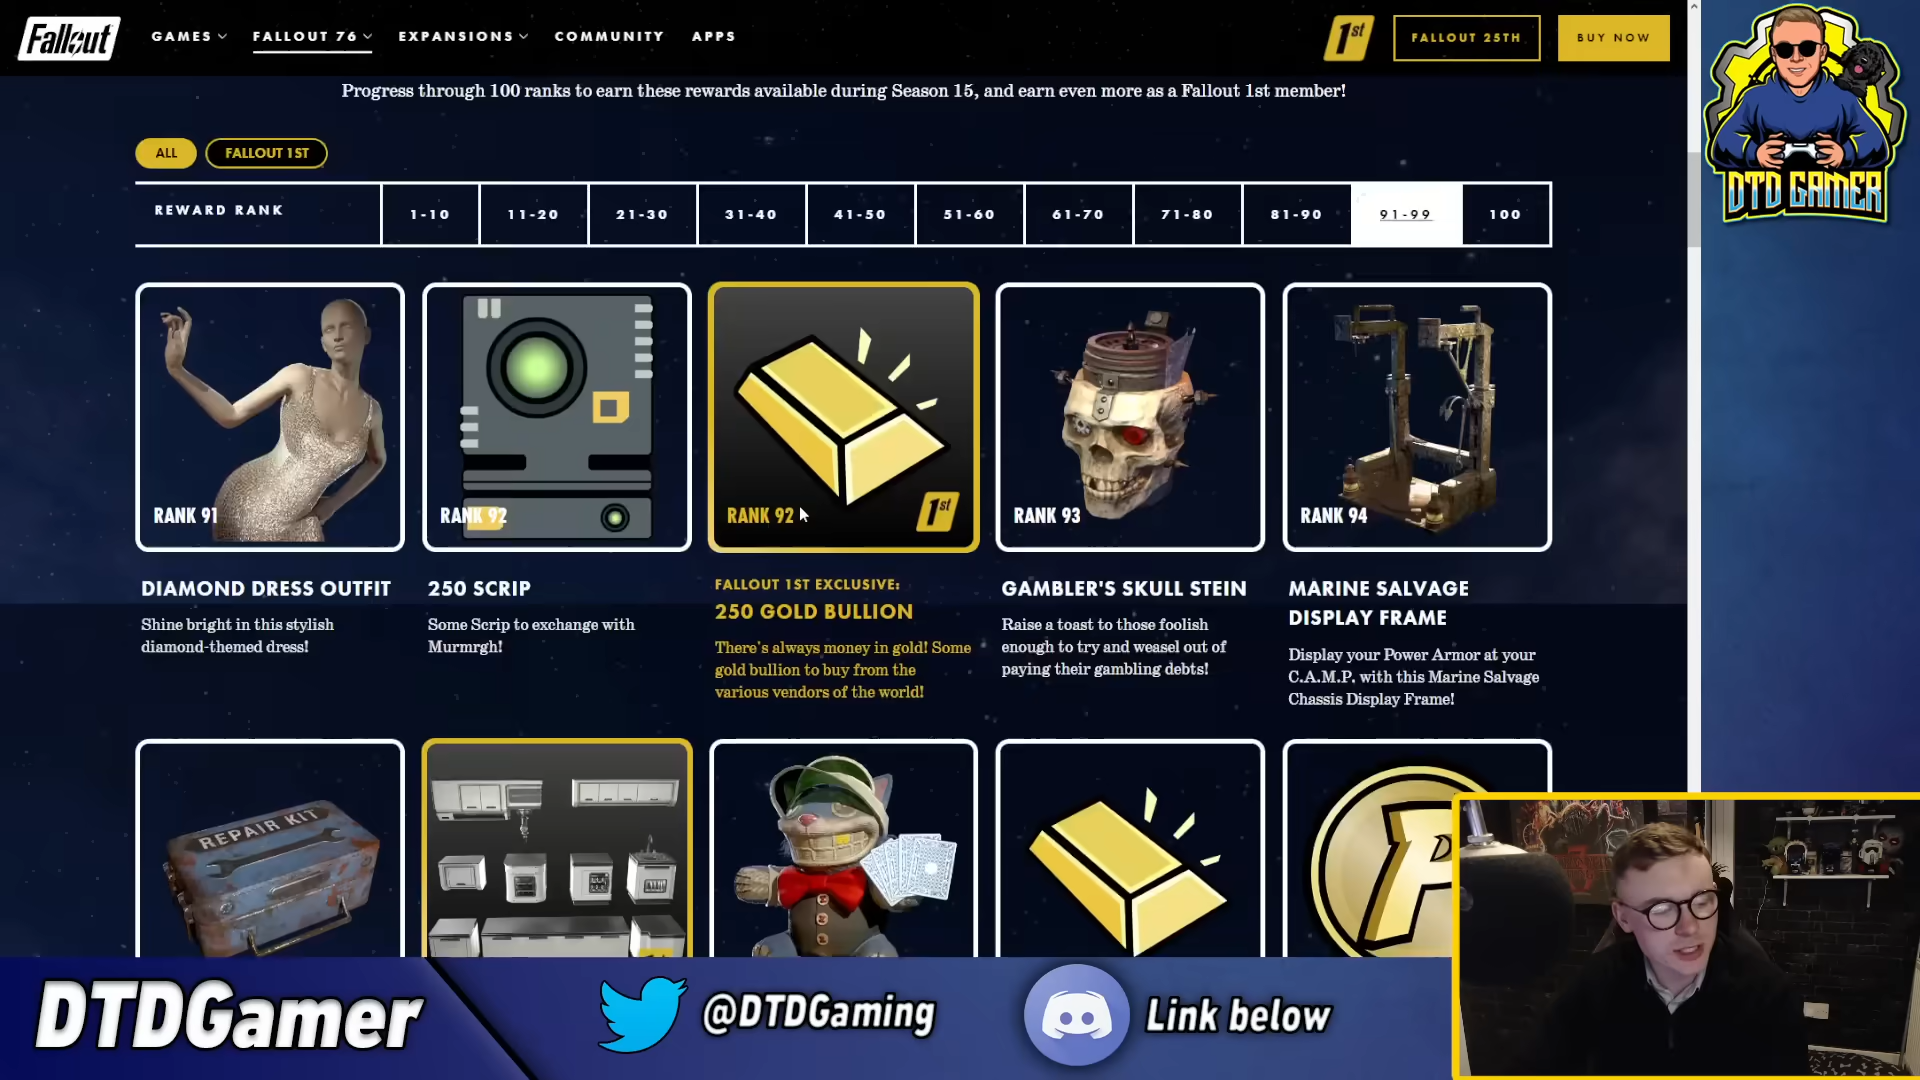 Fallout
GAMES
FALLOUT 76
EXPANSIONS
COMMUNITY
APPS
1st
FALLOUT 25TH
BUY NOW
Progress through 100 ranks to earn these rewards available during Season 15, and earn even more as a Fallout 1st member!
ALL
FALLOUT 1ST
REWARD RANK
1-10
11-20
21-30
31-40
41-50
51-60
61-70
71-80
81-90
91-99
100
DTD GAMER
RANK 91
RANK 92
RANK 92
1st
RANK 93
RANK 94
DIAMOND DRESS OUTFIT
Shine bright in this stylish
diamond-themed dress!
250 SCRIP
Some Scrip to exchange with
Murmrgh!
FALLOUT 1ST EXCLUSIVE:
250 GOLD BULLION
There's always money in gold! Some
gold bullion to buy from the
various vendors of the world!
GAMBLER'S SKULL STEIN
Raise a toast to those foolish
enough to try and weasel out of
paying their gambling debts!
MARINE SALVAGE
DISPLAY FRAME
Display your Power Armor at your
C.A.M.P. with this Marine Salvage
Chassis Display Frame!
REPAIR KIT
DTDGamer
@DTDGaming
Link below